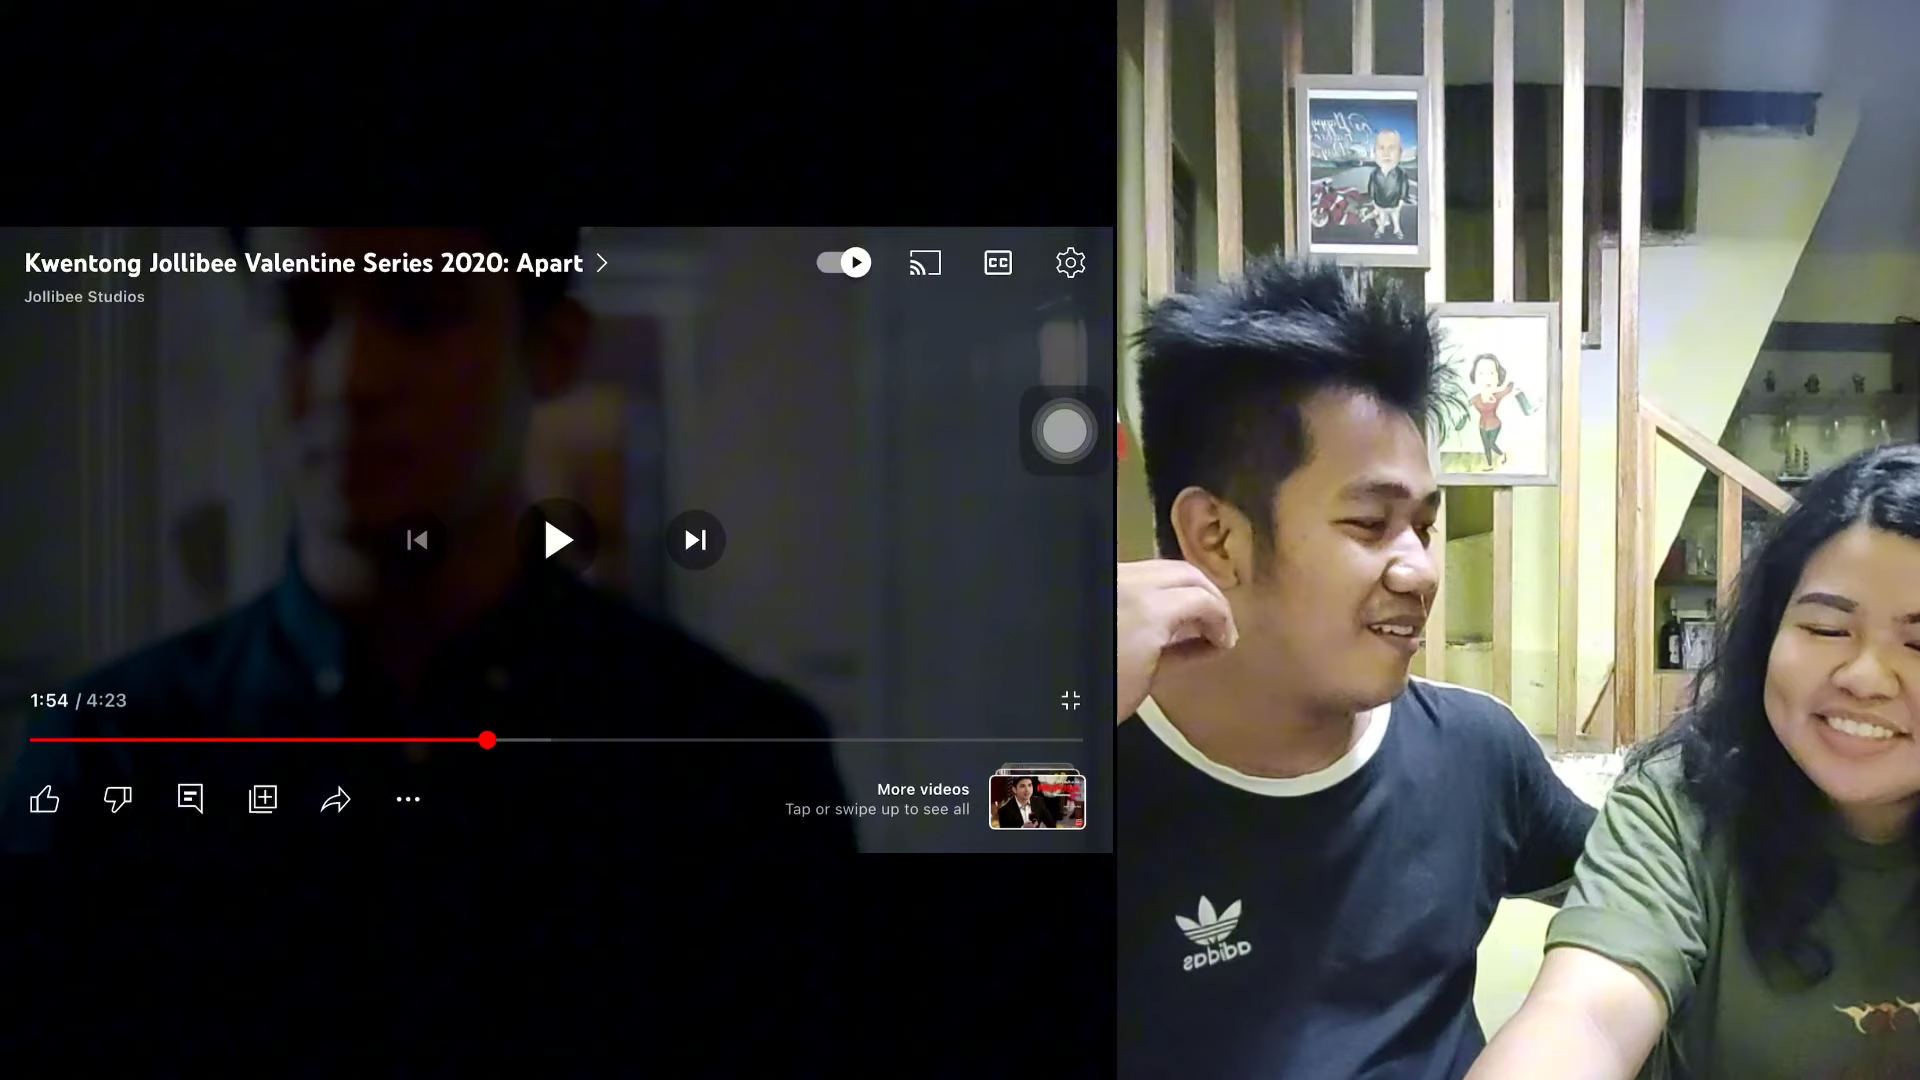 Kwentong Jollibee Valentine Series 2020: Apart
Jollibee Studios
CC
1:54 / 4:23
More videos
Tap or swipe up to see all
adidas